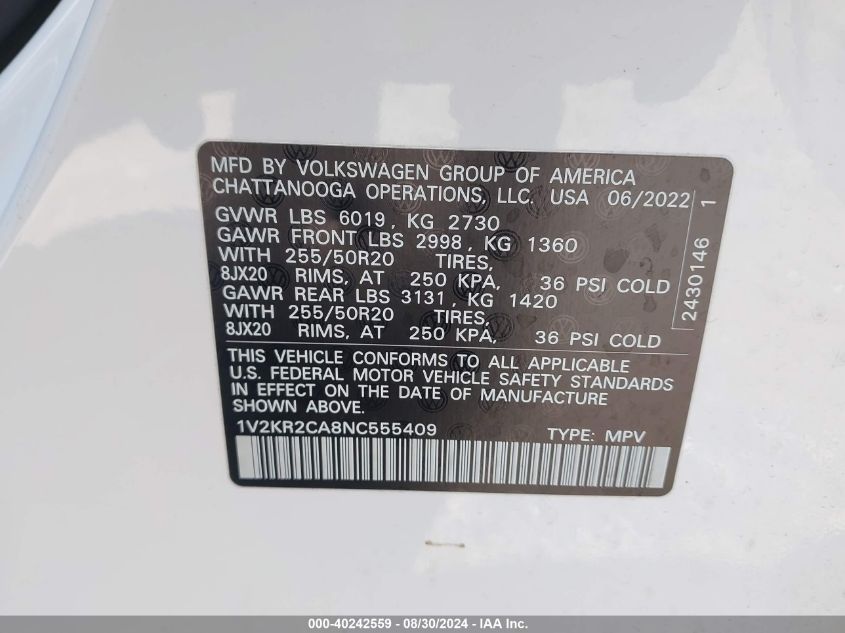 MFD BY VOLKSWAGEN GROUP OF AMERICA
CHATTANOOGA OPERATIONS, LLC. USA 06/2022
GVWR LBS 6019, KG 2730
GAWR FRONT LBS 2998, KG 1360
WITH 255/50R20 TIRES,
8JX20 RIMS, AT 250 KPA, 36 PSI COLD
GAWR REAR LBS 3131, KG 1420
WITH 255/50R20 TIRES,
8JX20 RIMS, AT 250 KPA, 36 PSI COLD
2430146 1
THIS VEHICLE CONFORMS TO ALL APPLICABLE
U.S. FEDERAL MOTOR VEHICLE SAFETY STANDARDS
IN EFFECT ON THE DATE OF MANUFACTURE
SHOWN ABOVE.
1V2KR2CA8NC555409 TYPE: MPV
000-40242559 - 08/30/2024 - IAA Inc.